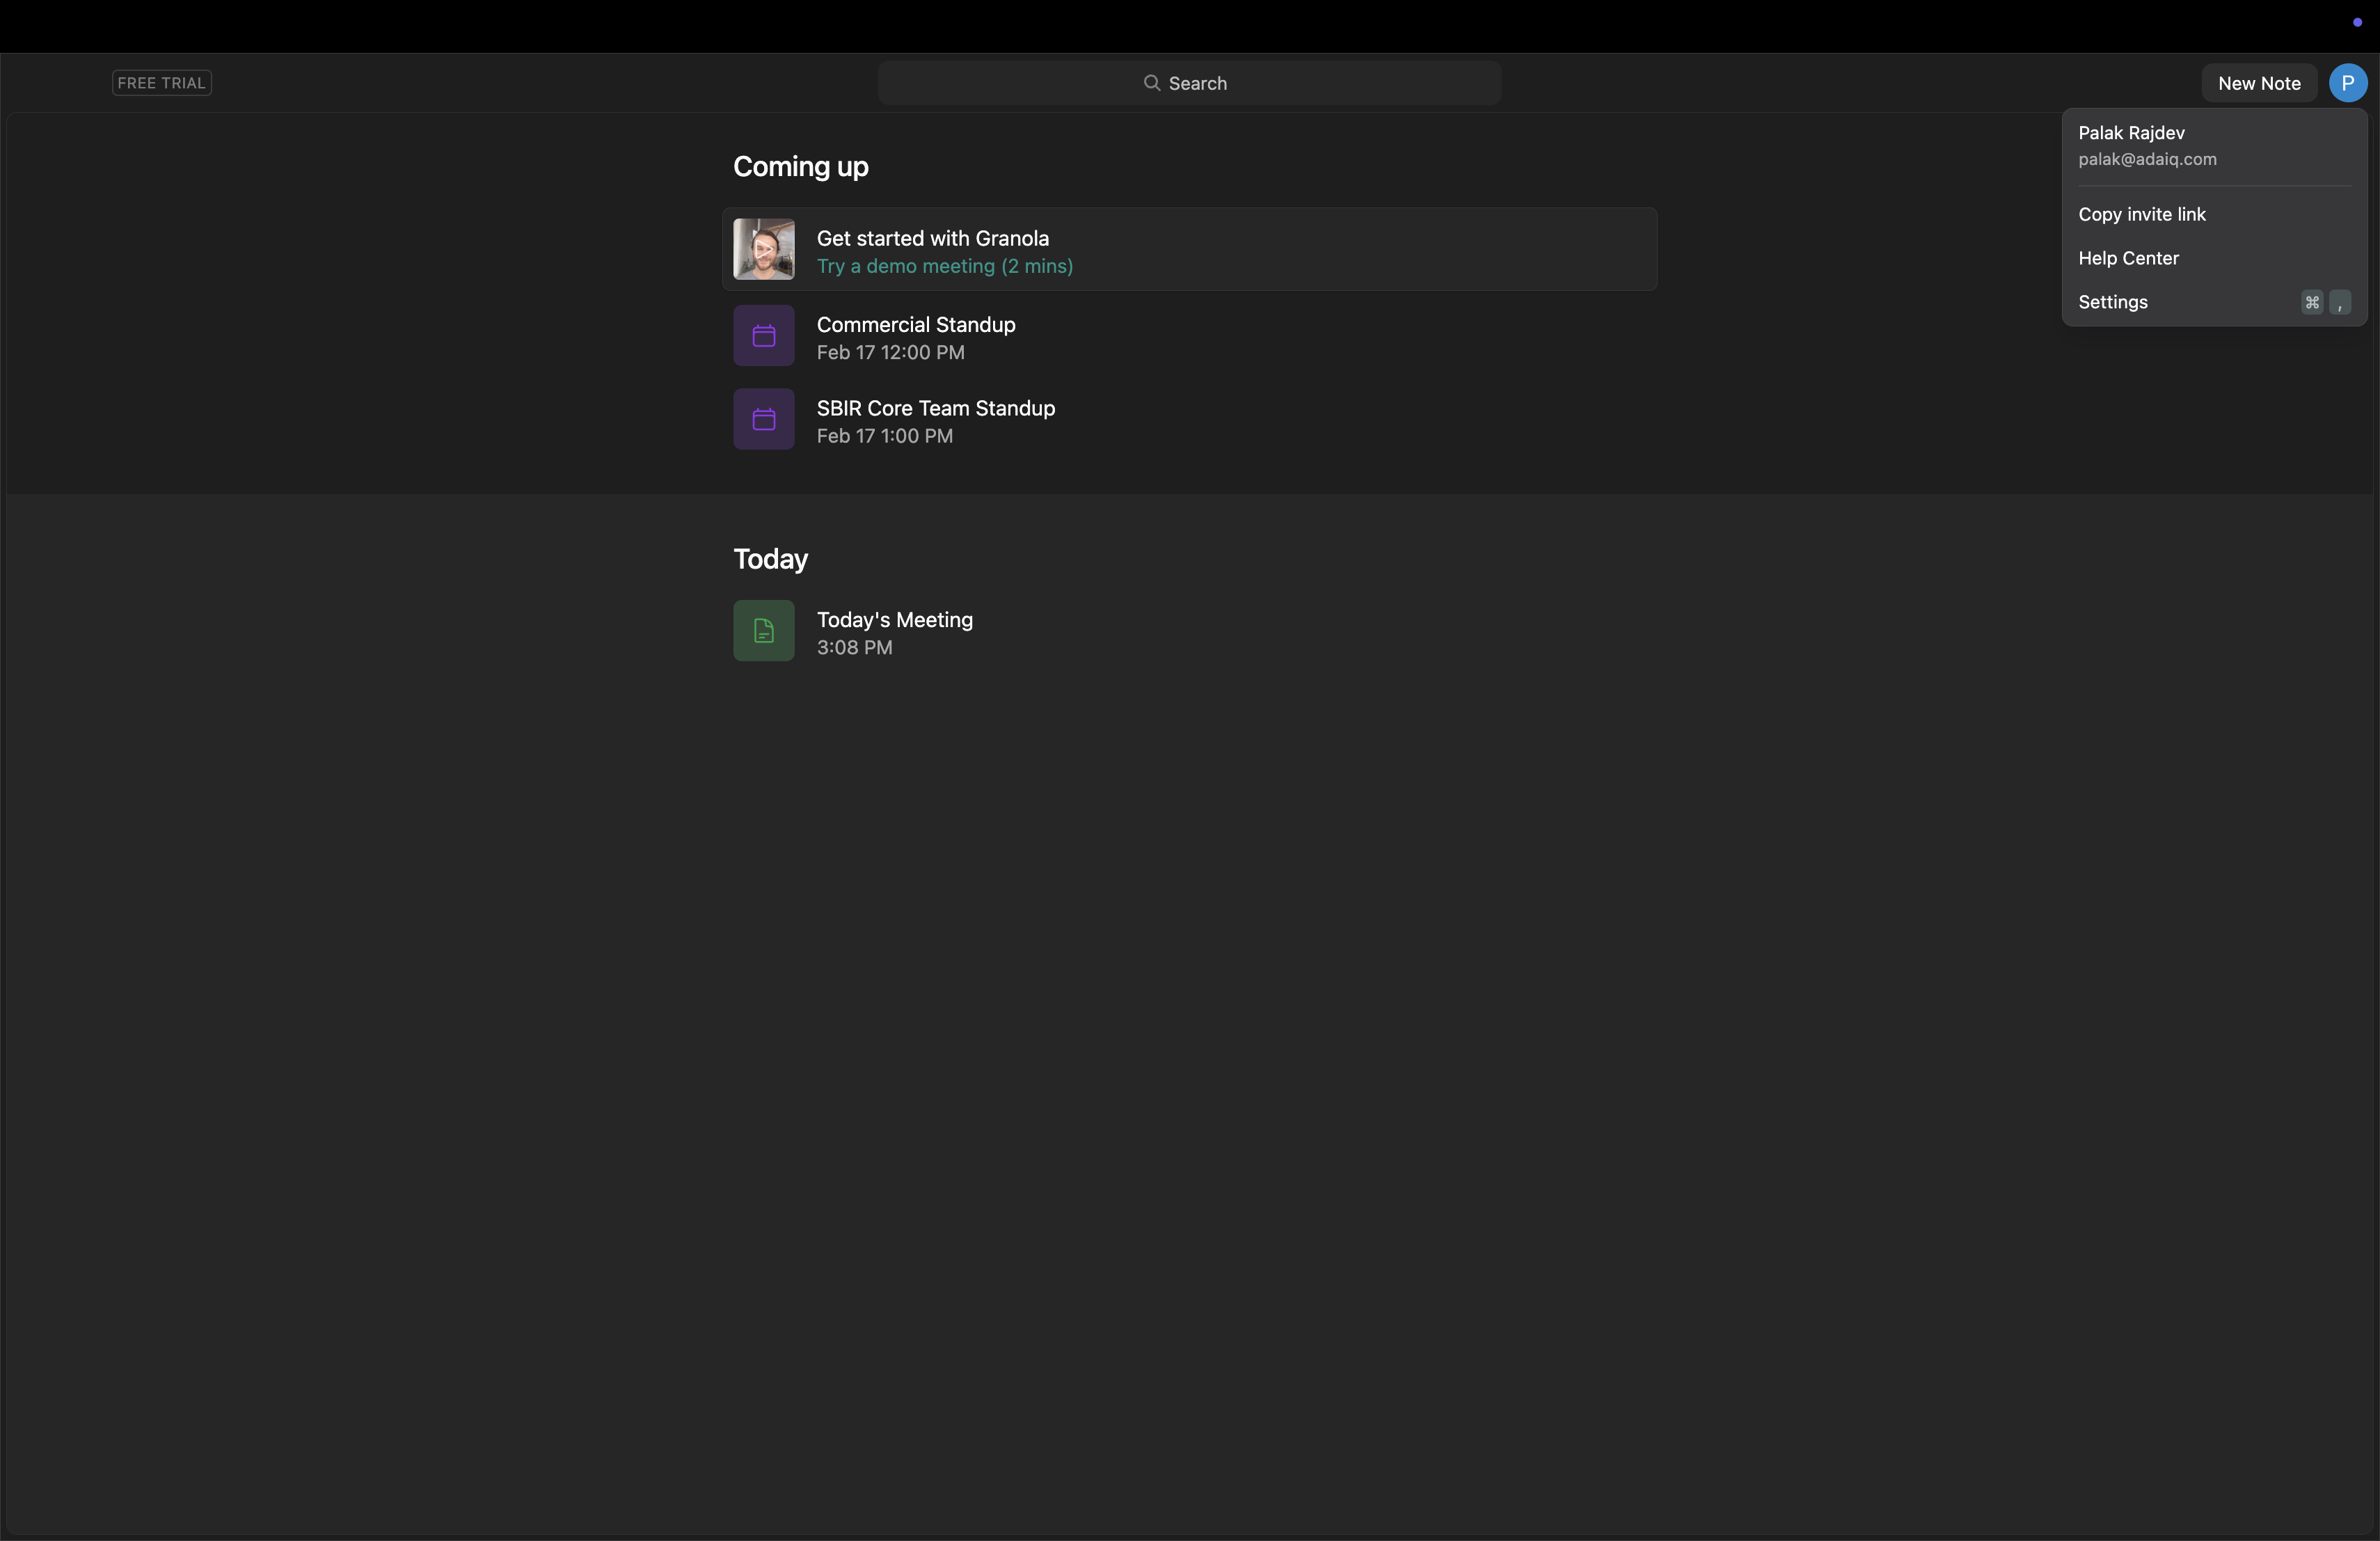 FREE TRIAL
Search
New Note
P
Palak Rajdev
palak@adaiq.com
Copy invite link
Help Center
Settings
⌘ ,
Coming up
Get started with Granola
Try a demo meeting (2 mins)
Commercial Standup
Feb 17 12:00 PM
SBIR Core Team Standup
Feb 17 1:00 PM
Today
Today's Meeting
3:08 PM